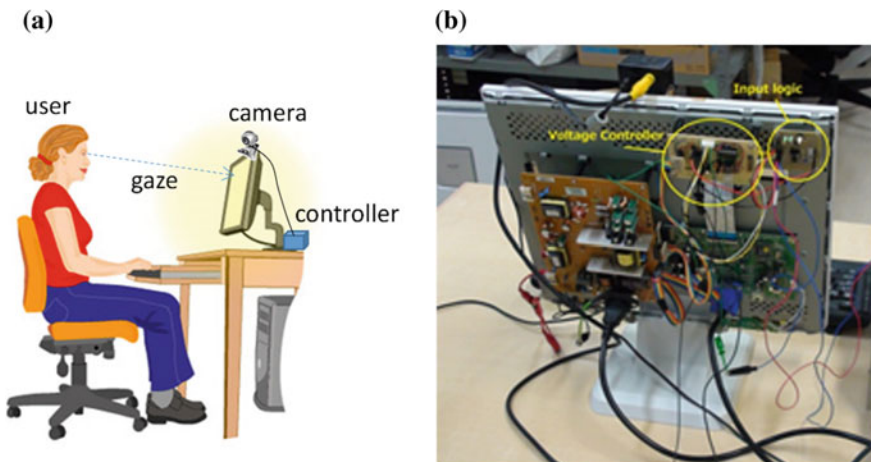 (a)
user
camera
gaze
controller
(b)
Input logic
Voltage Controller